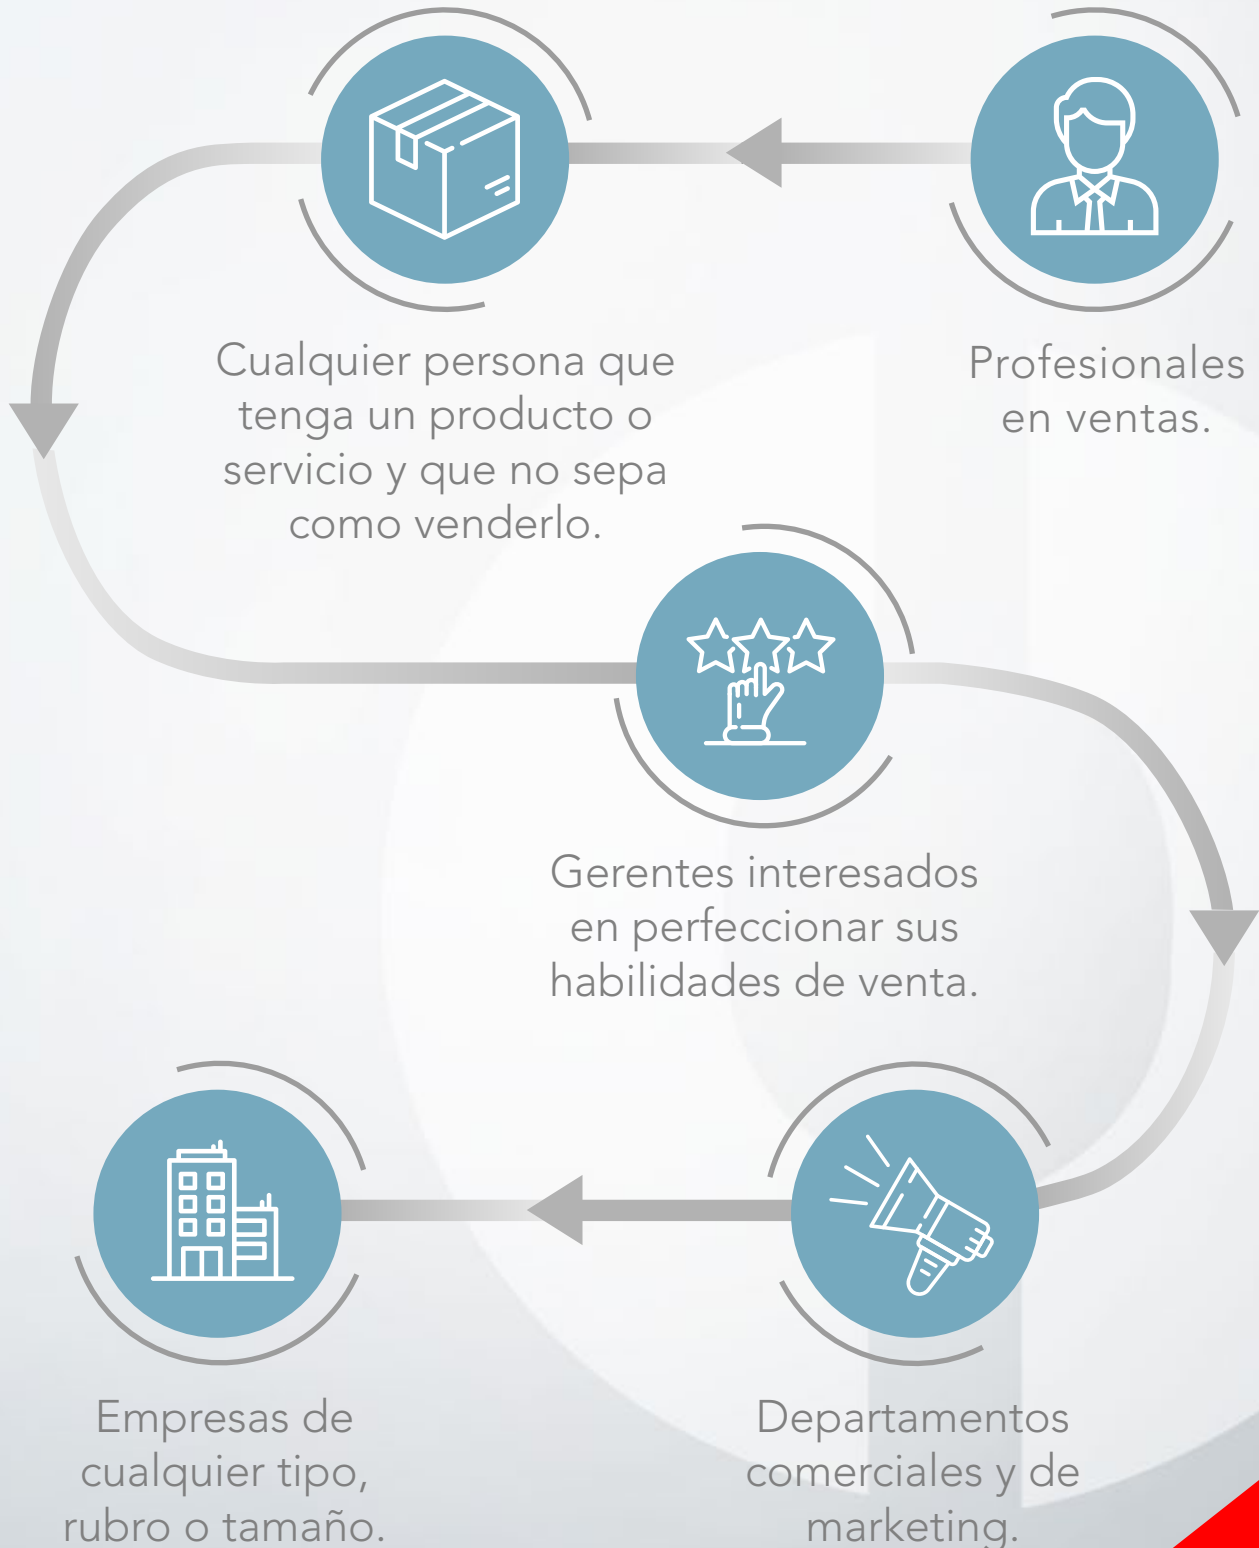 Cualquier persona que
tenga un producto o
servicio y que no sepa
como venderlo.
Profesionales
en ventas.
Gerentes interesados
en perfeccionar sus
habilidades de venta.
Empresas de
cualquier tipo,
rubro o tamaño.
Departamentos
comerciales y de
marketing.